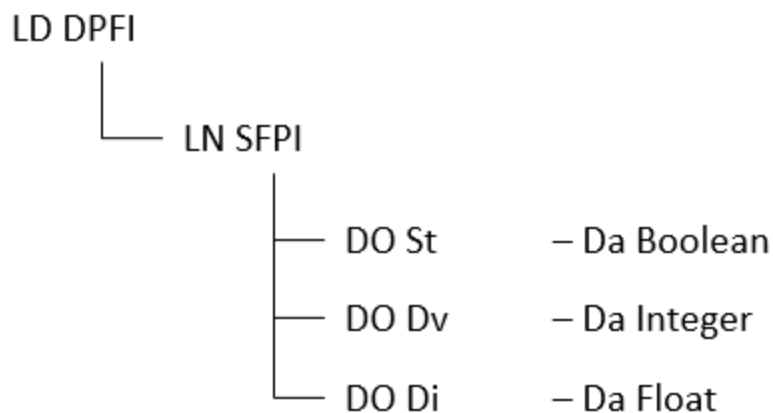 LD DPFI
LN SFPI
DO St – Da Boolean
DO Dv – Da Integer
DO Di – Da Float